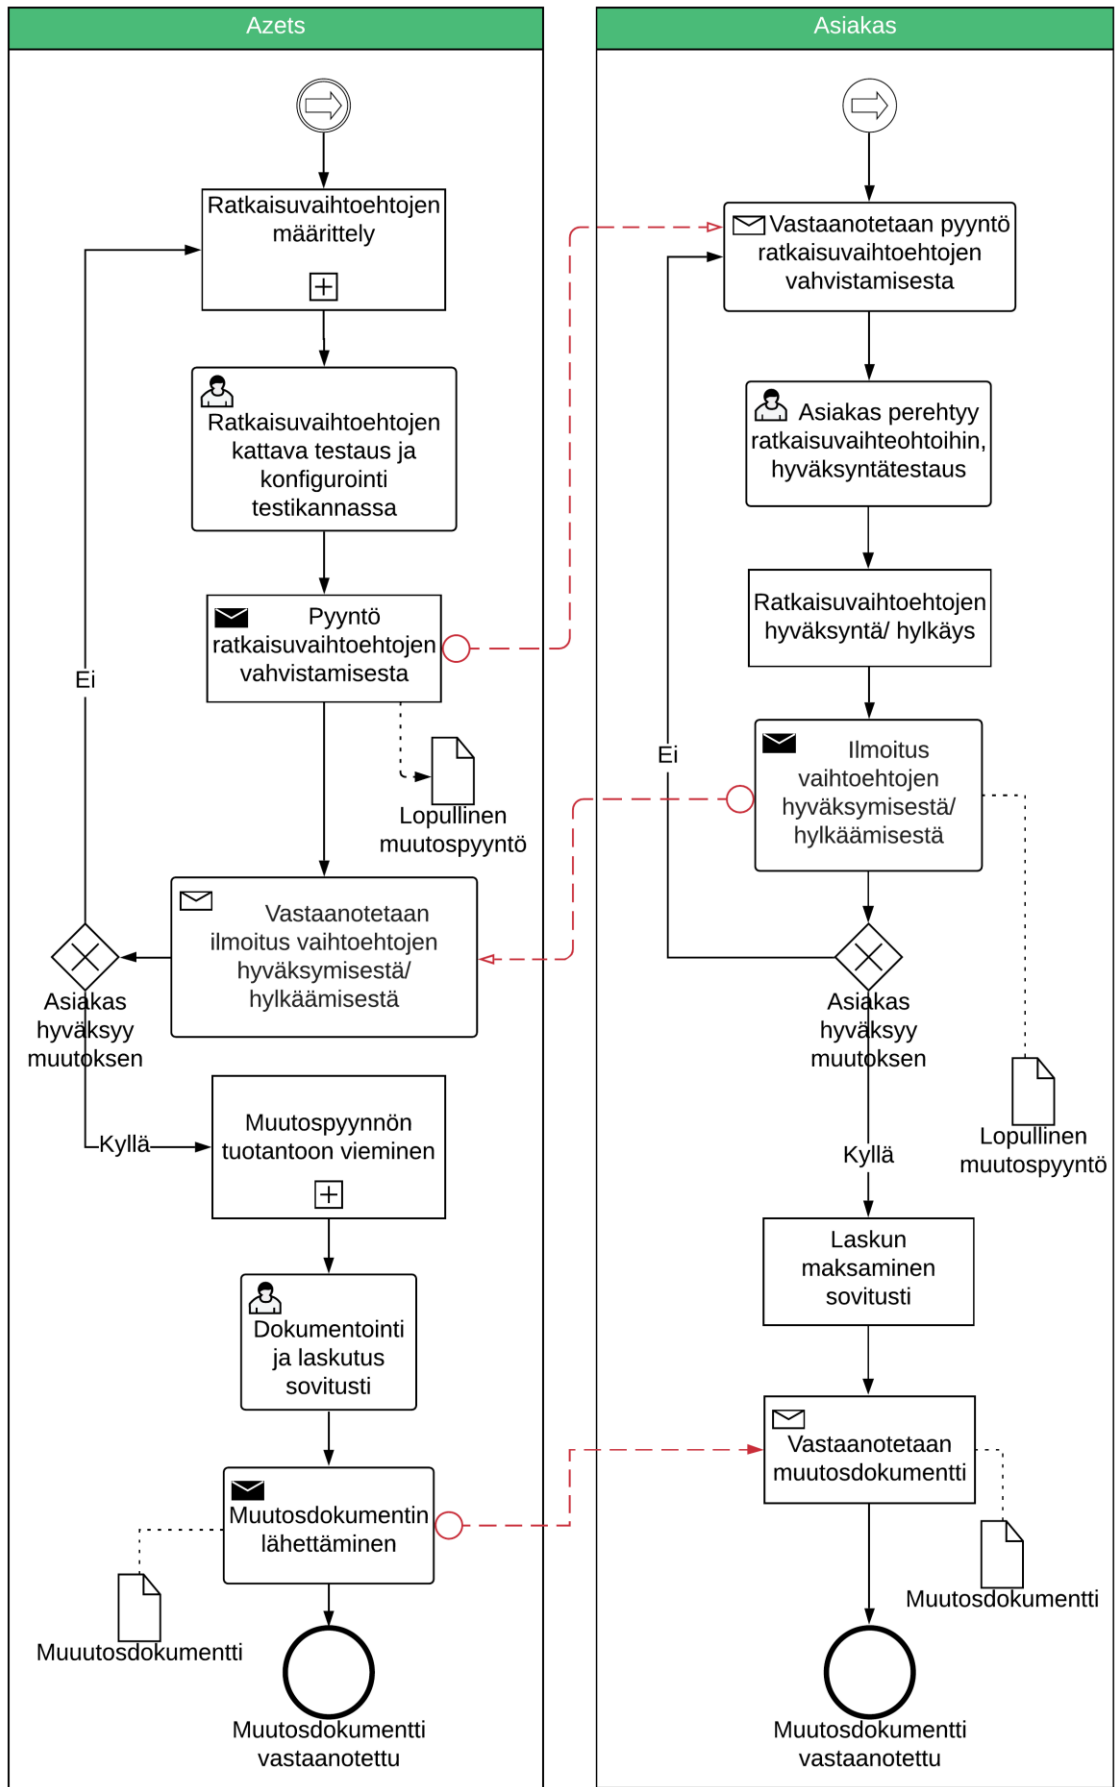 Azets
Ratkaisuvaihtoehtojen
määrittely
Ratkaisuvaihtoehtojen
kattava testaus ja
konfigurointi
testikannassa
Pyyntö
ratkaisuvaihtoehtojen
vahvistamisesta
Ei
Lopullinen
muutospyyntö
Vastaanotetaan
ilmoitus vaihtoehtojen
hyväksymisestä/
hylkäämisestä
Asiakas
hyväksyy
muutoksen
Kyllä
Muutospyynnön
tuotantoon vieminen
Dokumentointi
ja laskutus
sovitusti
Muutosdokumentin
lähettäminen
Muuutosdokumentti
Muutosdokumentti
vastaanotettu
Asiakas
Vastaanotetaan pyyntö
ratkaisuvaihtoehtojen
vahvistamisesta
Asiakas perehtyy
ratkaisuvaihteohtoihin,
hyväksyntätestaus
Ratkaisuvaihtoehtojen
hyväksyntä/ hylkäys
Ei
Ilmoitus
vaihtoehtojen
hyväksymisestä/
hylkäämisestä
Asiakas
hyväksyy
muutoksen
Lopullinen
muutospyyntö
Kyllä
Laskun
maksaminen
sovitusti
Vastaanotetaan
muutosdokumentti
Muutosdokumentti
Muutosdokumentti
vastaanotettu